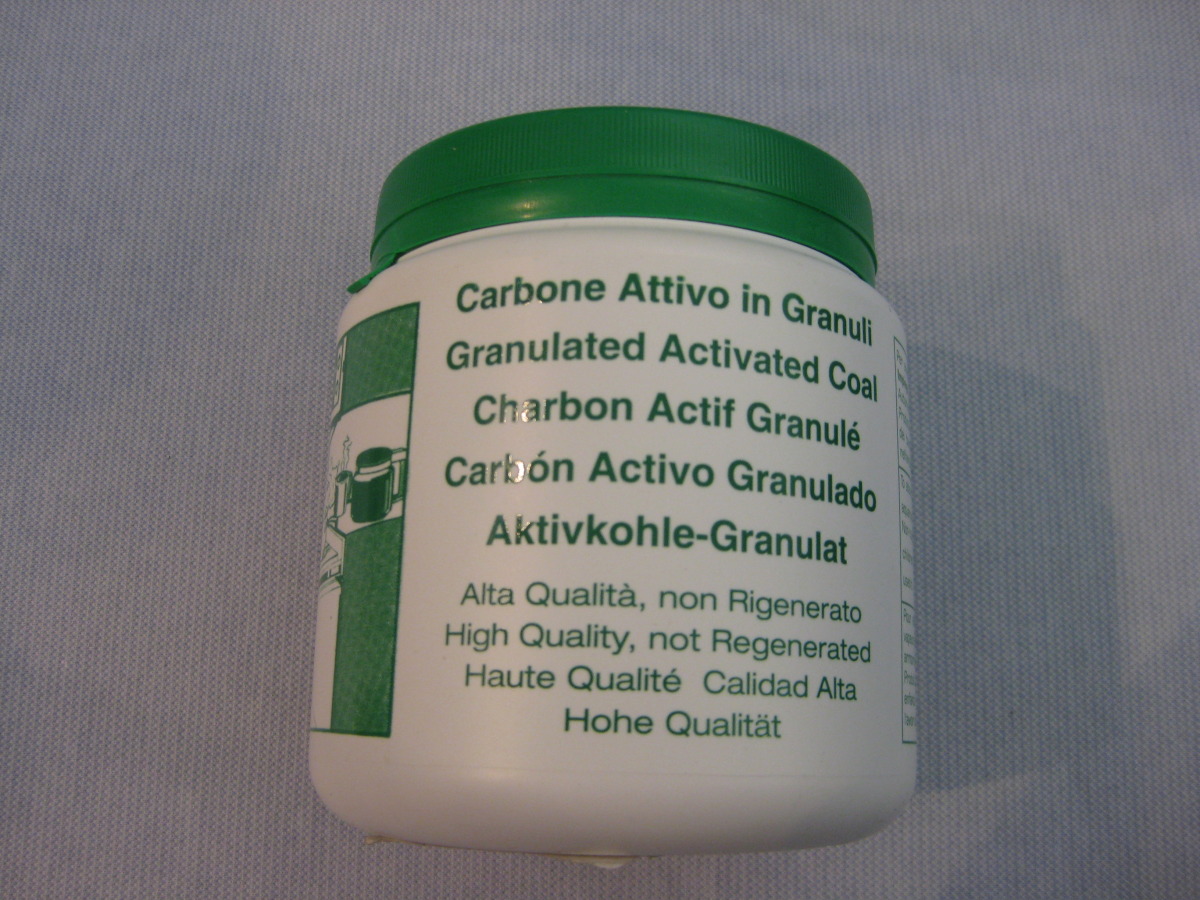 Carbone Attivo in Granuli
Granulated Activated Coal
Charbon Actif Granulé
Carbón Activo Granulado
Aktivkohle-Granulat
Alta Qualità, non Rigenerato
High Quality, not Regenerated
Haute Qualité Calidad Alta
Hohe Qualität